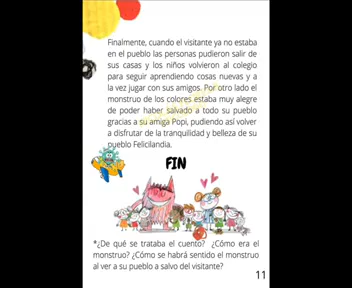 Finalmente, cuando el visitante ya no estaba
en el pueblo las personas pudieron salir de
sus casas y los niños volvieron al colegio
para seguir aprendiendo cosas nuevas y a
la vez jugar con sus amigos. Por otro lado el
monstruo de los colores estaba muy alegre
de poder haber salvado a todo su pueblo
gracias a su amiga Popi, pudiendo así volver
a disfrutar de la tranquilidad y belleza de su
pueblo Felicilandia.
FIN
*¿De qué se trataba el cuento? ¿Cómo era el
monstruo? ¿Cómo se habrá sentido el monstruo
al ver a su pueblo a salvo del visitante?
11